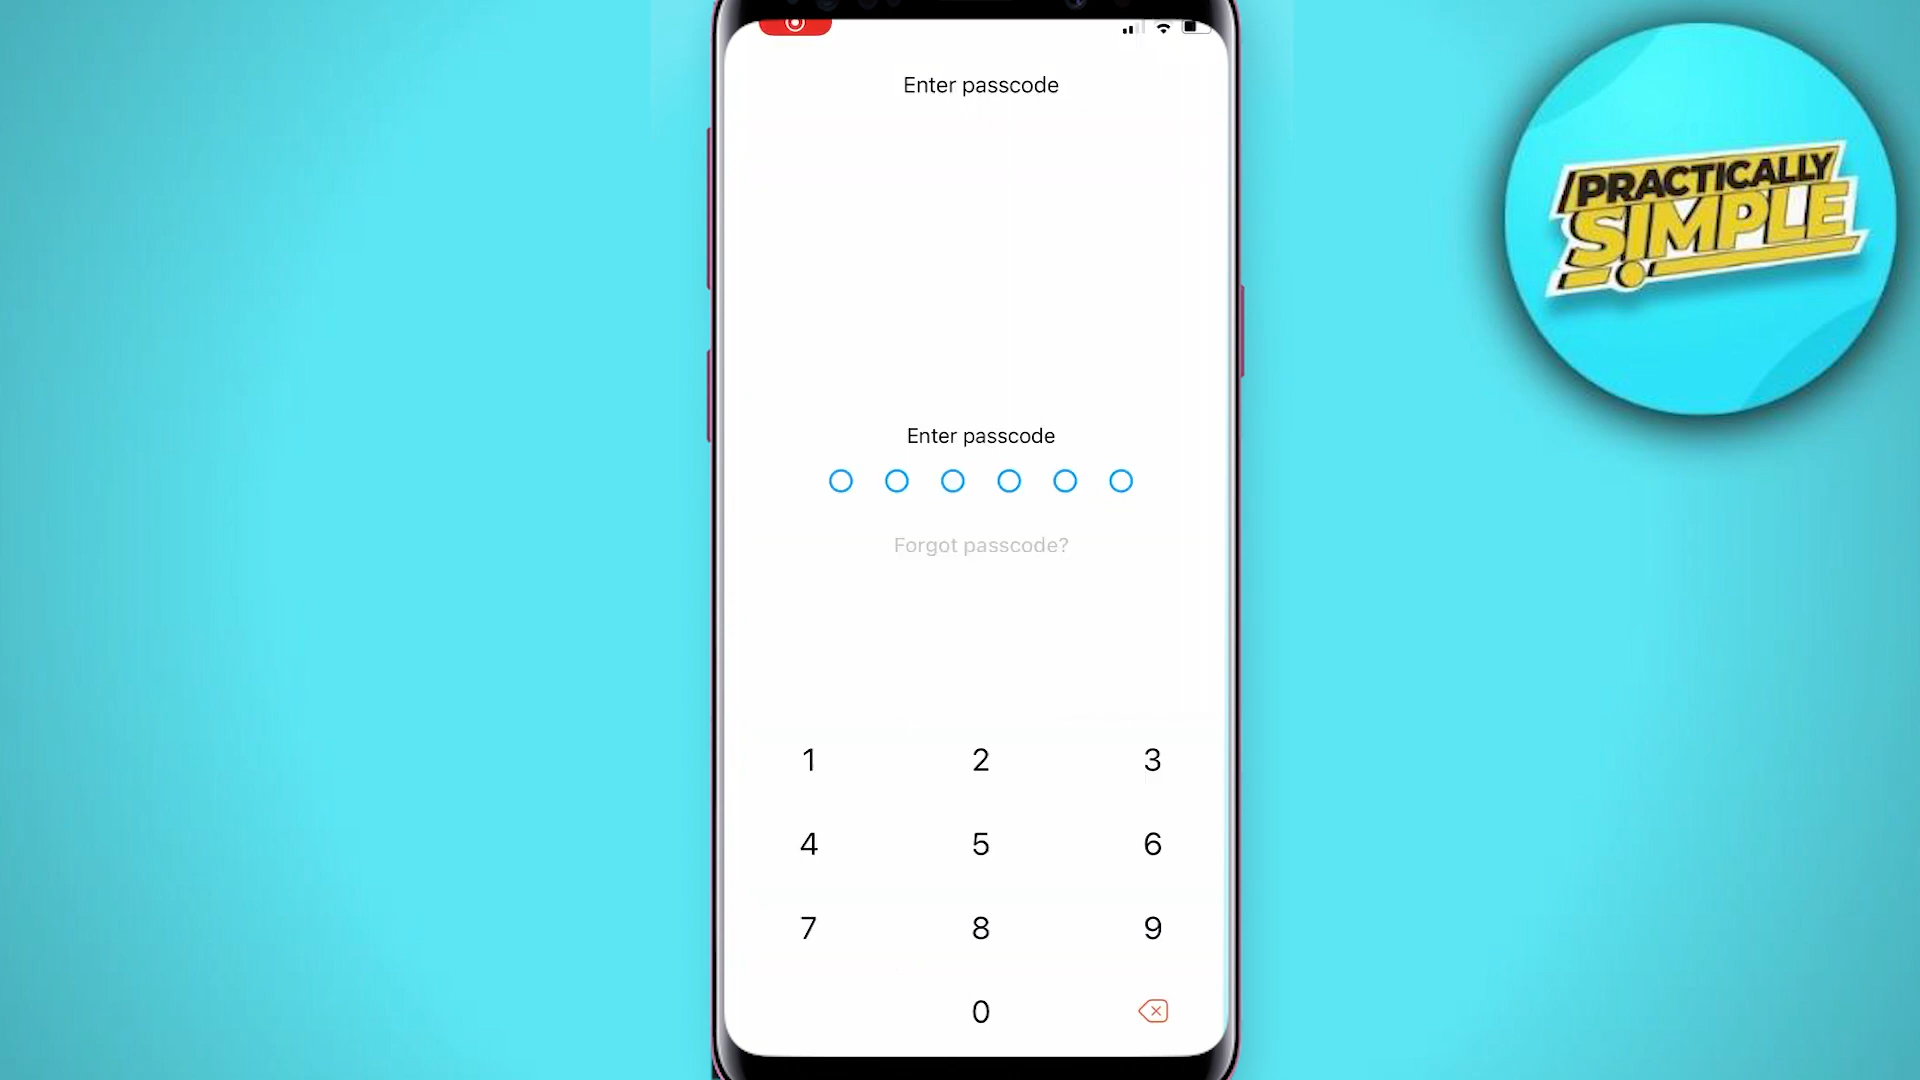 Enter passcode
PRACTICALLY
SIMPLE
Enter passcode
Forgot passcode?
1 2 3
4 5 6
7 8 9
0